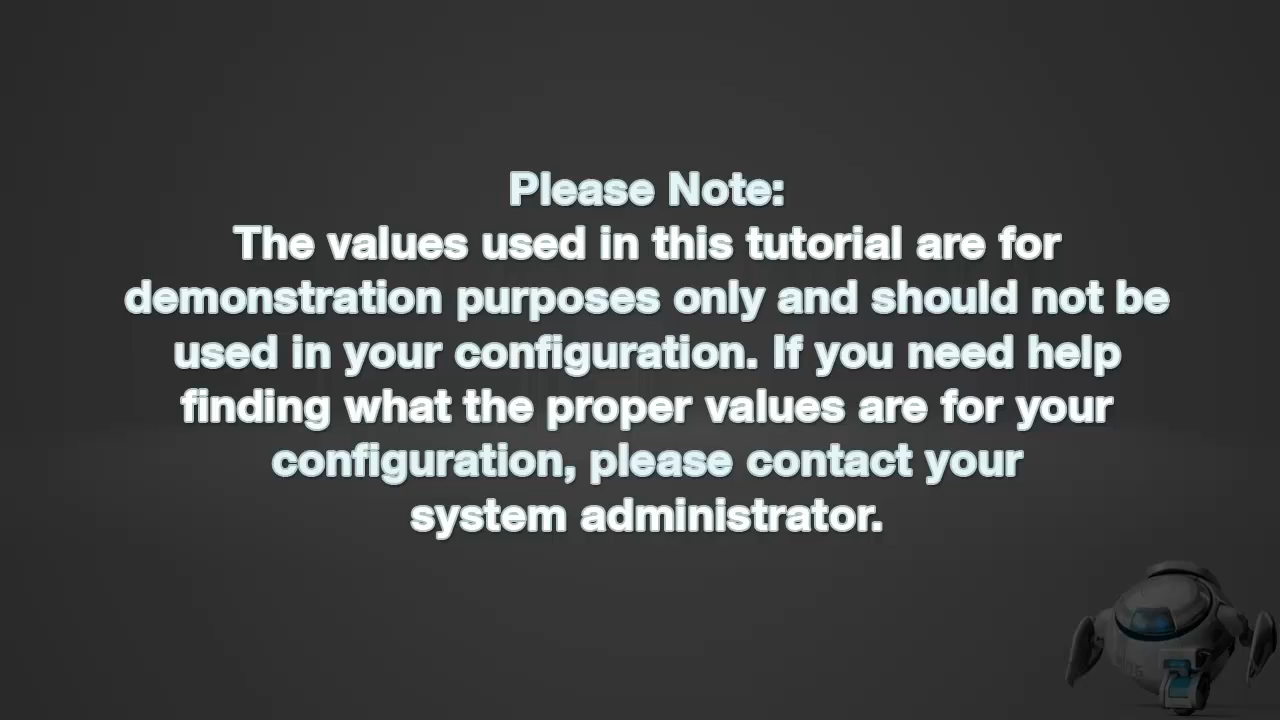 Please Note:
The values used in this tutorial are for
demonstration purposes only and should not be
used in your configuration. If you need help
finding what the proper values are for your
configuration, please contact your
system administrator.